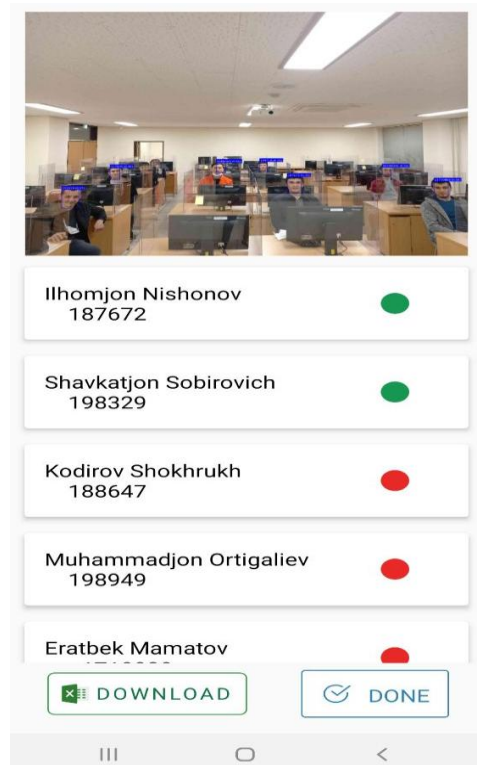 Ilhomjon Nishonov
187672
Shavkatjon Sobirovich
198329
Kodirov Shokhrukh
188647
Muhammadjon Ortigaliev
198949
Eratbek Mamatov
DOWNLOAD
DONE